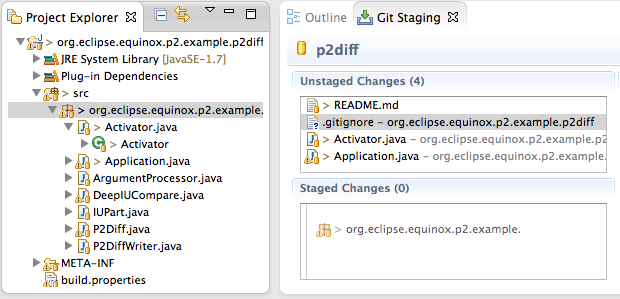 Project Explorer
> org.eclipse.equinox.p2.example.p2diff
JRE System Library [JavaSE-1.7]
Plug-in Dependencies
> src
> org.eclipse.equinox.p2.example.
> Activator.java
> Activator
> Application.java
ArgumentProcessor.java
DeepIUCompare.java
IUPart.java
P2Diff.java
P2DiffWriter.java
META-INF
build.properties
Outline
Git Staging
p2diff
Unstaged Changes (4)
> README.md
.gitignore – org.eclipse.equinox.p2.example.p2diff
> Activator.java – org.eclipse.equinox.p2.example.p2diff
> Application.java – org.eclipse.equinox.p2.example.
Staged Changes (0)
> org.eclipse.equinox.p2.example.